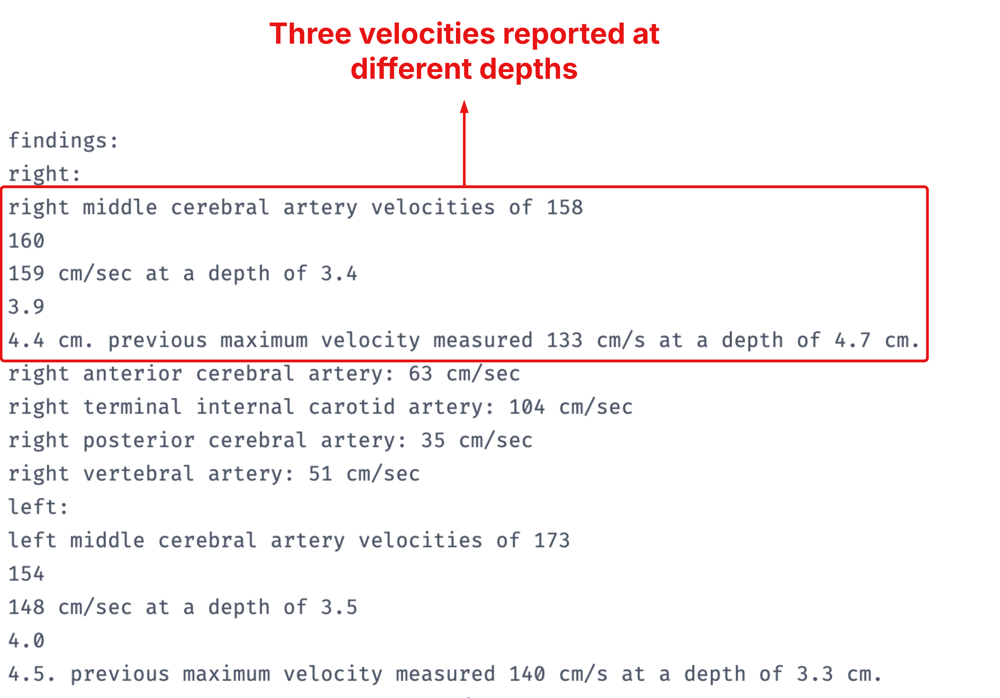 Three velocities reported at
different depths
findings:
right:
right middle cerebral artery velocities of 158
160
159 cm/sec at a depth of 3.4
3.9
4.4 cm. previous maximum velocity measured 133 cm/s at a depth of 4.7 cm.
right anterior cerebral artery: 63 cm/sec
right terminal internal carotid artery: 104 cm/sec
right posterior cerebral artery: 35 cm/sec
right vertebral artery: 51 cm/sec
left:
left middle cerebral artery velocities of 173
154
148 cm/sec at a depth of 3.5
4.0
4.5. previous maximum velocity measured 140 cm/s at a depth of 3.3 cm.